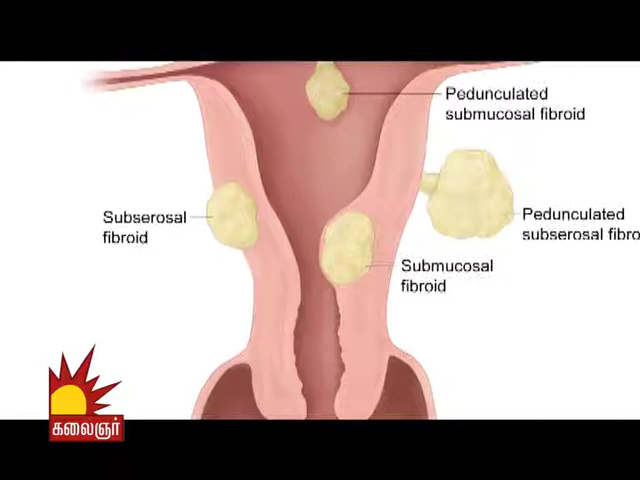 Pedunculated
submucosal fibroid
Subserosal
fibroid
Pedunculated
subserosal fibro
Submucosal
fibroid
கலைஞர்